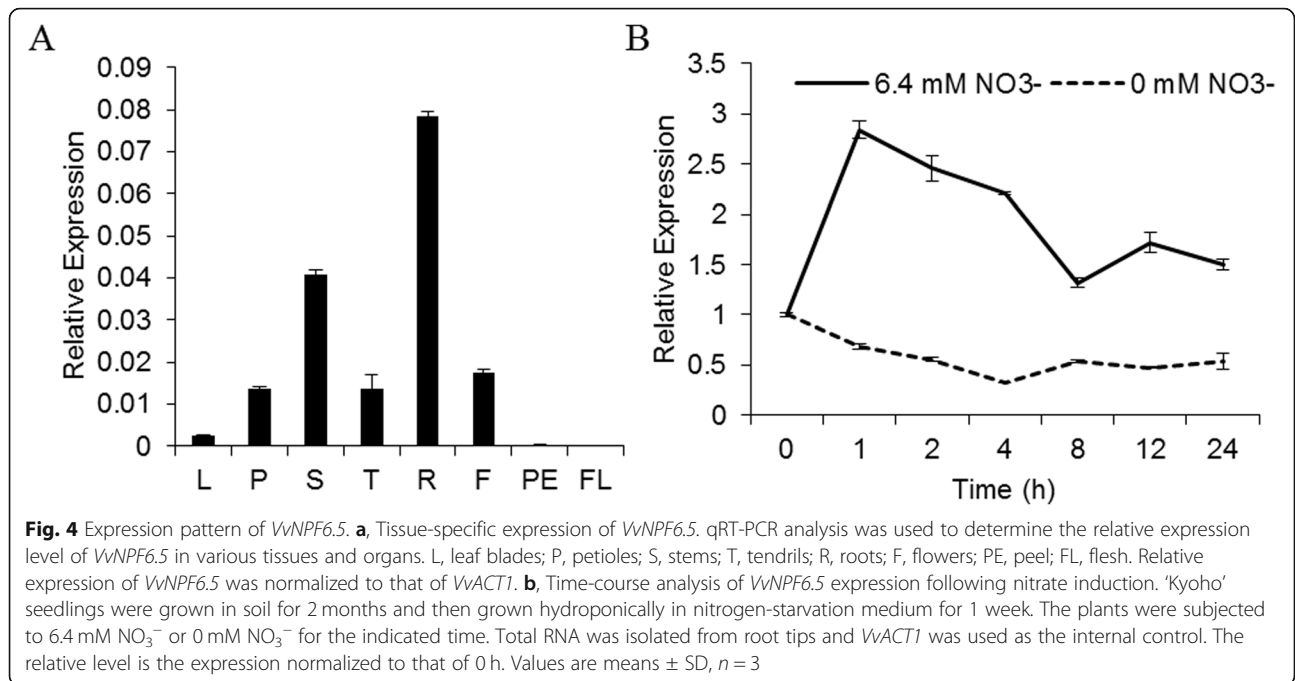 A
0.09
0.08
0.07
0.06
0.05
0.04
0.03
0.02
0.01
0
Relative Expression
L P S T R F PE FL
B
3.5
3
2.5
2
1.5
1
0.5
0
Relative Expression
6.4 mM NO3- 0 mM NO3-
0 1 2 4 8 12 24
Time (h)
Fig. 4 Expression pattern of VvNPF6.5. a, Tissue-specific expression of VvNPF6.5. qRT-PCR analysis was used to determine the relative expression
level of VvNPF6.5 in various tissues and organs. L, leaf blades; P, petioles; S, stems; T, tendrils; R, roots; F, flowers; PE, peel; FL, flesh. Relative
expression of VvNPF6.5 was normalized to that of VvACT1. b, Time-course analysis of VvNPF6.5 expression following nitrate induction. ‘Kyoho’
seedlings were grown in soil for 2 months and then grown hydroponically in nitrogen-starvation medium for 1 week. The plants were subjected
to 6.4 mM NO₃⁻ or 0 mM NO₃⁻ for the indicated time. Total RNA was isolated from root tips and VvACT1 was used as the internal control. The
relative level is the expression normalized to that of 0 h. Values are means ± SD, n = 3